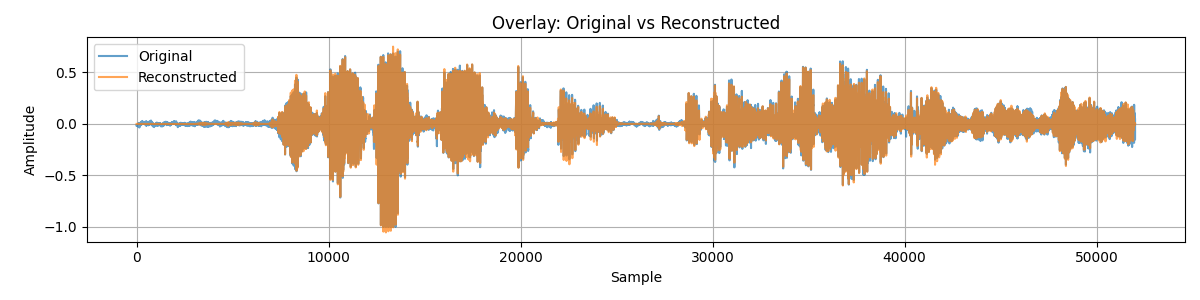 Overlay: Original vs Reconstructed
Original
Reconstructed
Amplitude
0.5
0.0
−0.5
−1.0
0 10000 20000 30000 40000 50000
Sample